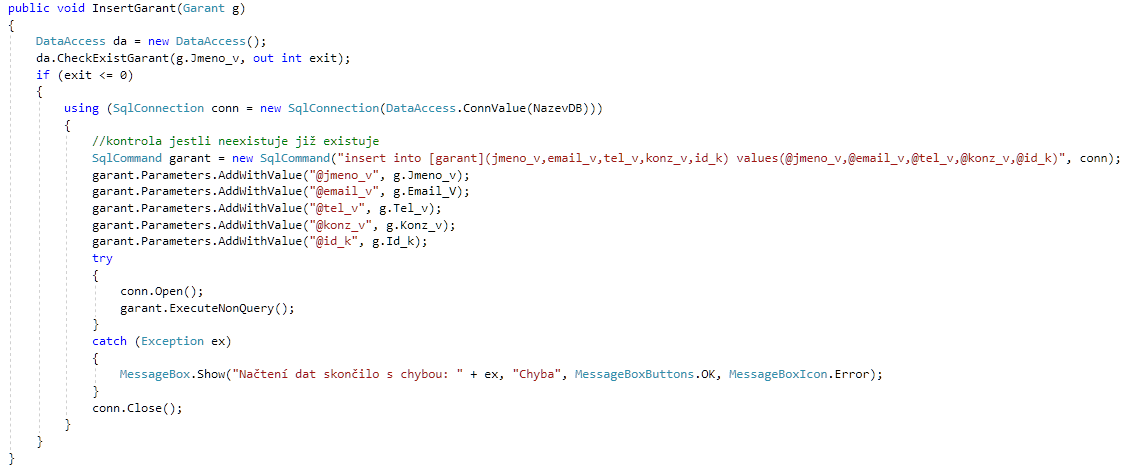 public void InsertGarant(Garant g)
{
DataAccess da = new DataAccess();
da.CheckExistGarant(g.Jmeno_v, out int exit);
if (exit <= 0)
{
using (SqlConnection conn = new SqlConnection(DataAccess.ConnValue(NazevDB)))
{
//kontrola jestli neexistuje již existuje
SqlCommand garant = new SqlCommand("insert into [garant](jmeno_v,email_v,tel_v,konz_v,id_k) values(@jmeno_v,@email_v,@tel_v,@konz_v,@id_k)", conn);
garant.Parameters.AddWithValue("@jmeno_v", g.Jmeno_v);
garant.Parameters.AddWithValue("@email_v", g.Email_V);
garant.Parameters.AddWithValue("@tel_v", g.Tel_v);
garant.Parameters.AddWithValue("@konz_v", g.Konz_v);
garant.Parameters.AddWithValue("@id_k", g.Id_k);
try
{
conn.Open();
garant.ExecuteNonQuery();
}
catch (Exception ex)
{
MessageBox.Show("Načtení dat skončilo s chybou: " + ex, "Chyba", MessageBoxButtons.OK, MessageBoxIcon.Error);
}
conn.Close();
}
}
}